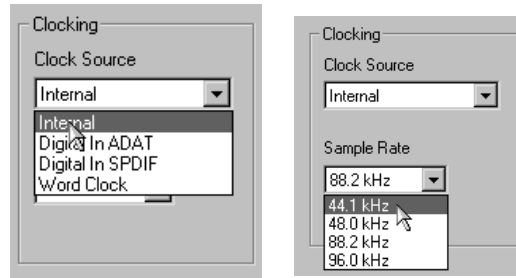 Clocking
Clock Source
Internal
Internal
Digital In ADAT
Digital In SPDIF
Word Clock
Clocking
Clock Source
Internal
Sample Rate
88.2 kHz
44.1 kHz
48.0 kHz
88.2 kHz
96.0 kHz